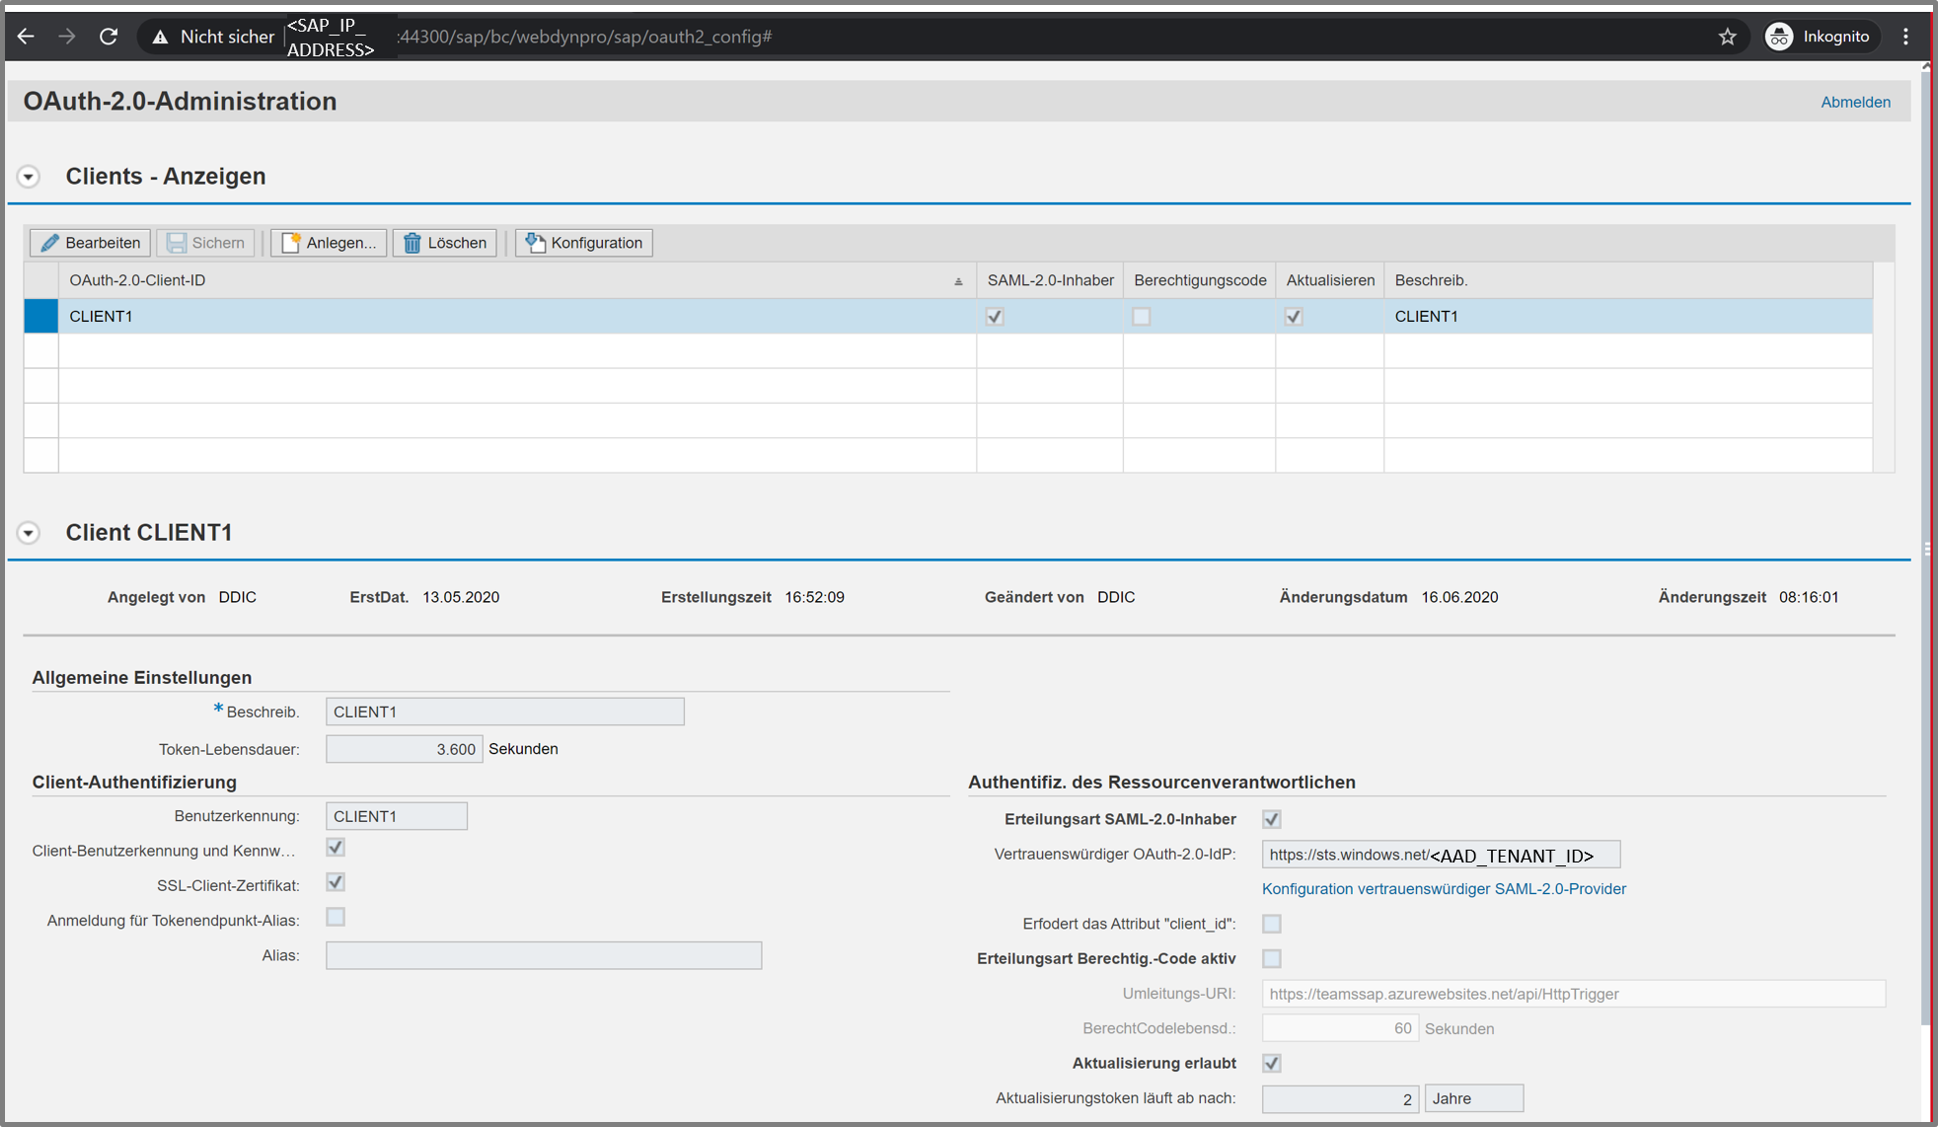 Nicht sicher <SAP_IP_ADDRESS> :44300/sap/bc/webdynpro/sap/oauth2_config# Inkognito
OAuth-2.0-Administration Abmelden
Clients - Anzeigen
Bearbeiten Sichern Anlegen... Löschen Konfiguration
OAuth-2.0-Client-ID SAML-2.0-Inhaber Berechtigungscode Aktualisieren Beschreib.
CLIENT1 CLIENT1
Client CLIENT1
Angelegt von DDIC ErstDat. 13.05.2020 Erstellungszeit 16:52:09 Geändert von DDIC Änderungsdatum 16.06.2020 Änderungszeit 08:16:01
Allgemeine Einstellungen
* Beschreib. CLIENT1
Token-Lebensdauer: 3.600 Sekunden
Client-Authentifizierung
Benutzerkennung: CLIENT1
Client-Benutzerkennung und Kennw...
SSL-Client-Zertifikat:
Anmeldung für Tokenendpunkt-Alias:
Alias:
Authentifiz. des Ressourcenverantwortlichen
Erteilungsart SAML-2.0-Inhaber
Vertrauenswürdiger OAuth-2.0-IdP: https://sts.windows.net/<AAD_TENANT_ID>
Konfiguration vertrauenswürdiger SAML-2.0-Provider
Erfodert das Attribut "client_id":
Erteilungsart Berechtig.-Code aktiv
Umleitungs-URI: https://teamssap.azurewebsites.net/api/HttpTrigger
BerechtCodelebensd.: 60 Sekunden
Aktualisierung erlaubt
Aktualisierungstoken läuft ab nach: 2 Jahre